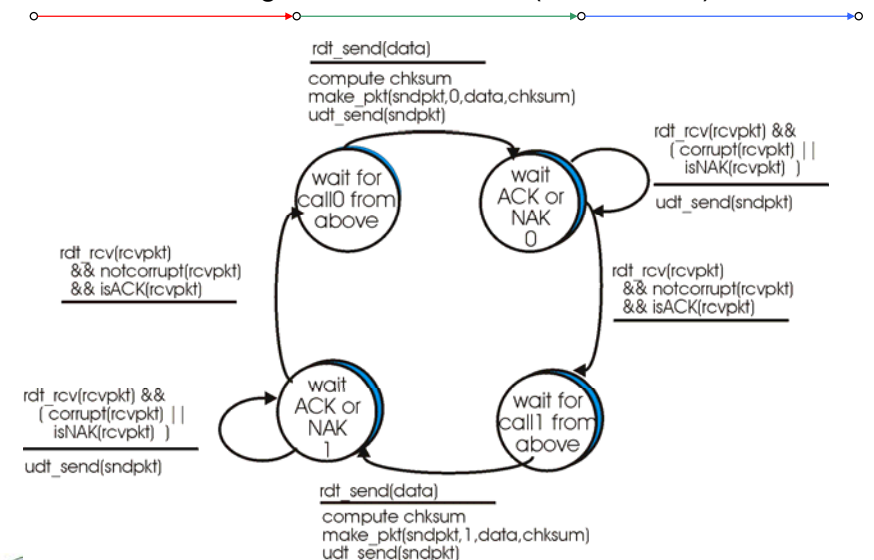 rdt_send(data)
compute chksum
make_pkt(sndpkt,0,data,chksum)
udt_send(sndpkt)
wait for
call0 from
above
wait
ACK or
NAK
0
rdt_rcv(rcvpkt) &&
( corrupt(rcvpkt) ||
isNAK(rcvpkt) )
udt_send(sndpkt)
rdt_rcv(rcvpkt)
&& notcorrupt(rcvpkt)
&& isACK(rcvpkt)
rdt_rcv(rcvpkt)
&& notcorrupt(rcvpkt)
&& isACK(rcvpkt)
rdt_rcv(rcvpkt) &&
( corrupt(rcvpkt) ||
isNAK(rcvpkt) )
udt_send(sndpkt)
wait
ACK or
NAK
1
wait for
call1 from
above
rdt_send(data)
compute chksum
make_pkt(sndpkt,1,data,chksum)
udt_send(sndpkt)